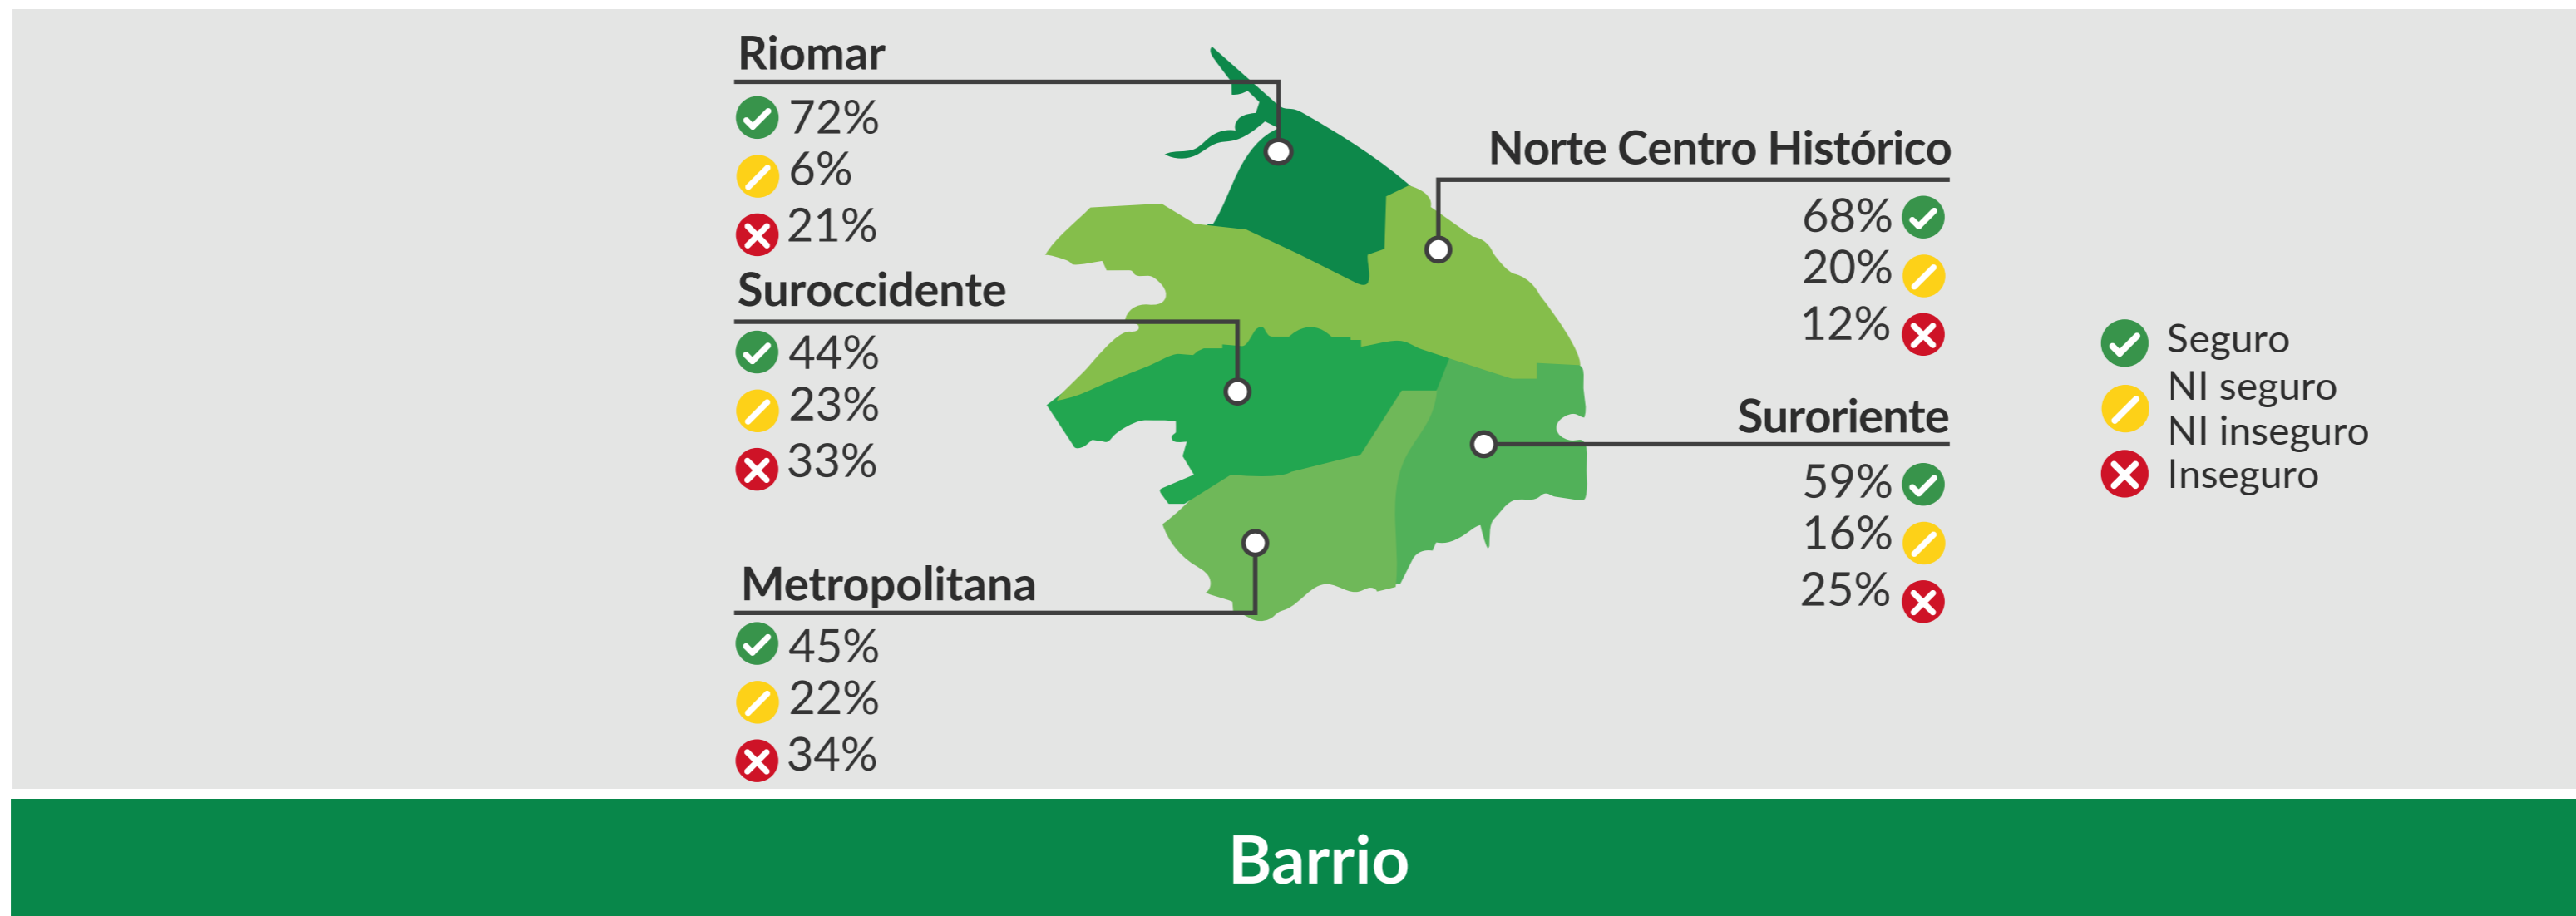 Riomar
72%
6%
21%
Suroccidente
44%
23%
33%
Metropolitana
45%
22%
34%
Norte Centro Histórico
68%
20%
12%
Suroriente
59%
16%
25%
Seguro
NI seguro
NI inseguro
Inseguro
Barrio